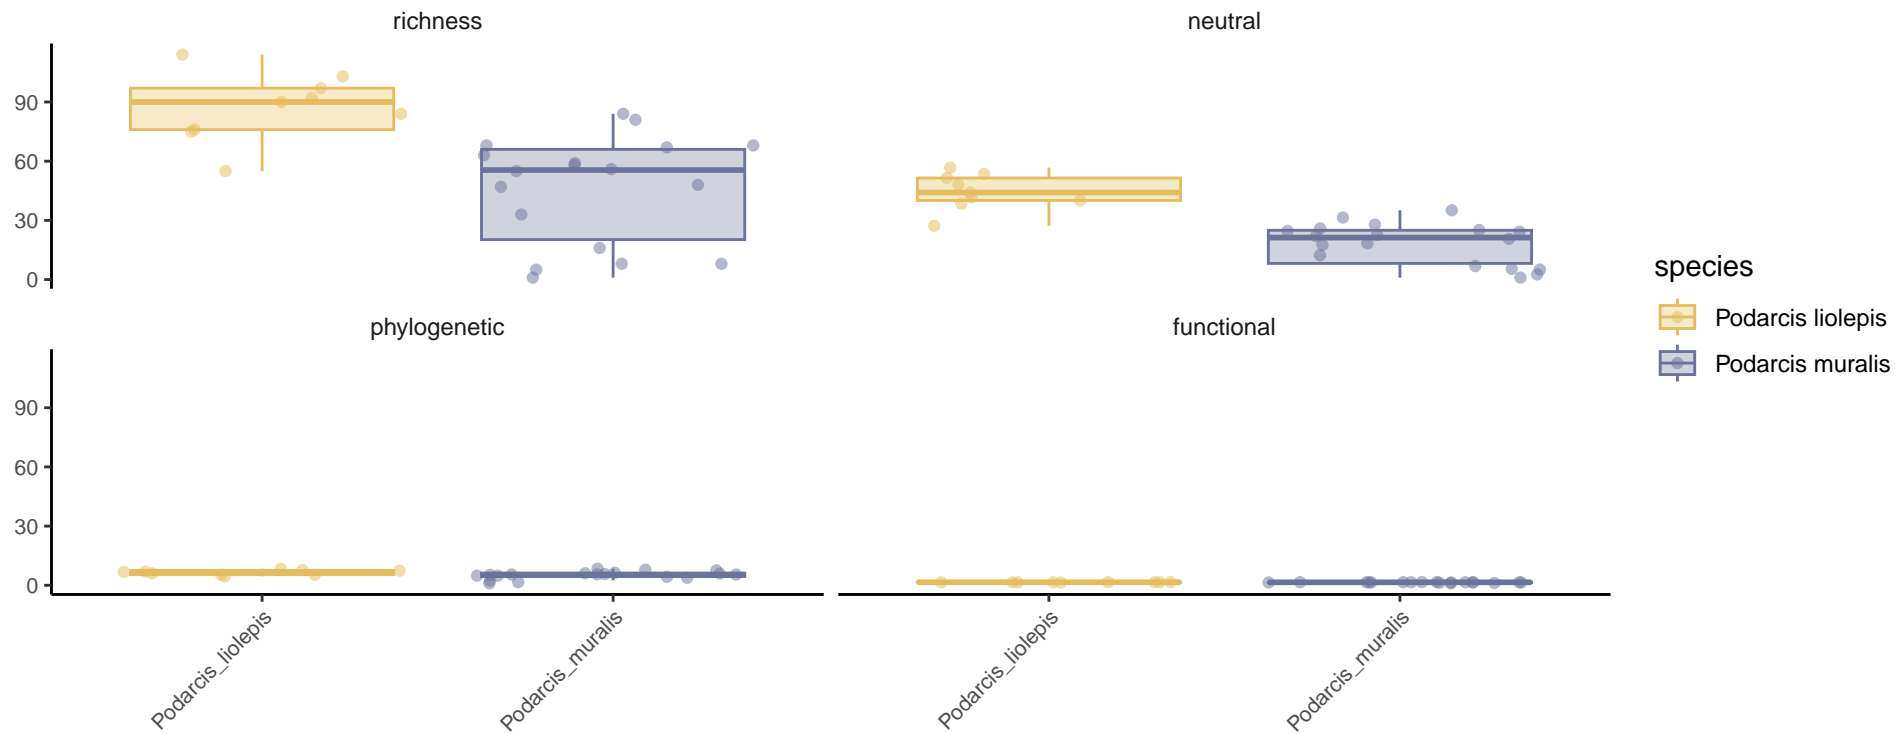 richness
neutral
90
60
30
0
phylogenetic
functional
90
60
30
0
Podarcis_liolepis
Podarcis_muralis
Podarcis_liolepis
Podarcis_muralis
species
Podarcis liolepis
Podarcis muralis